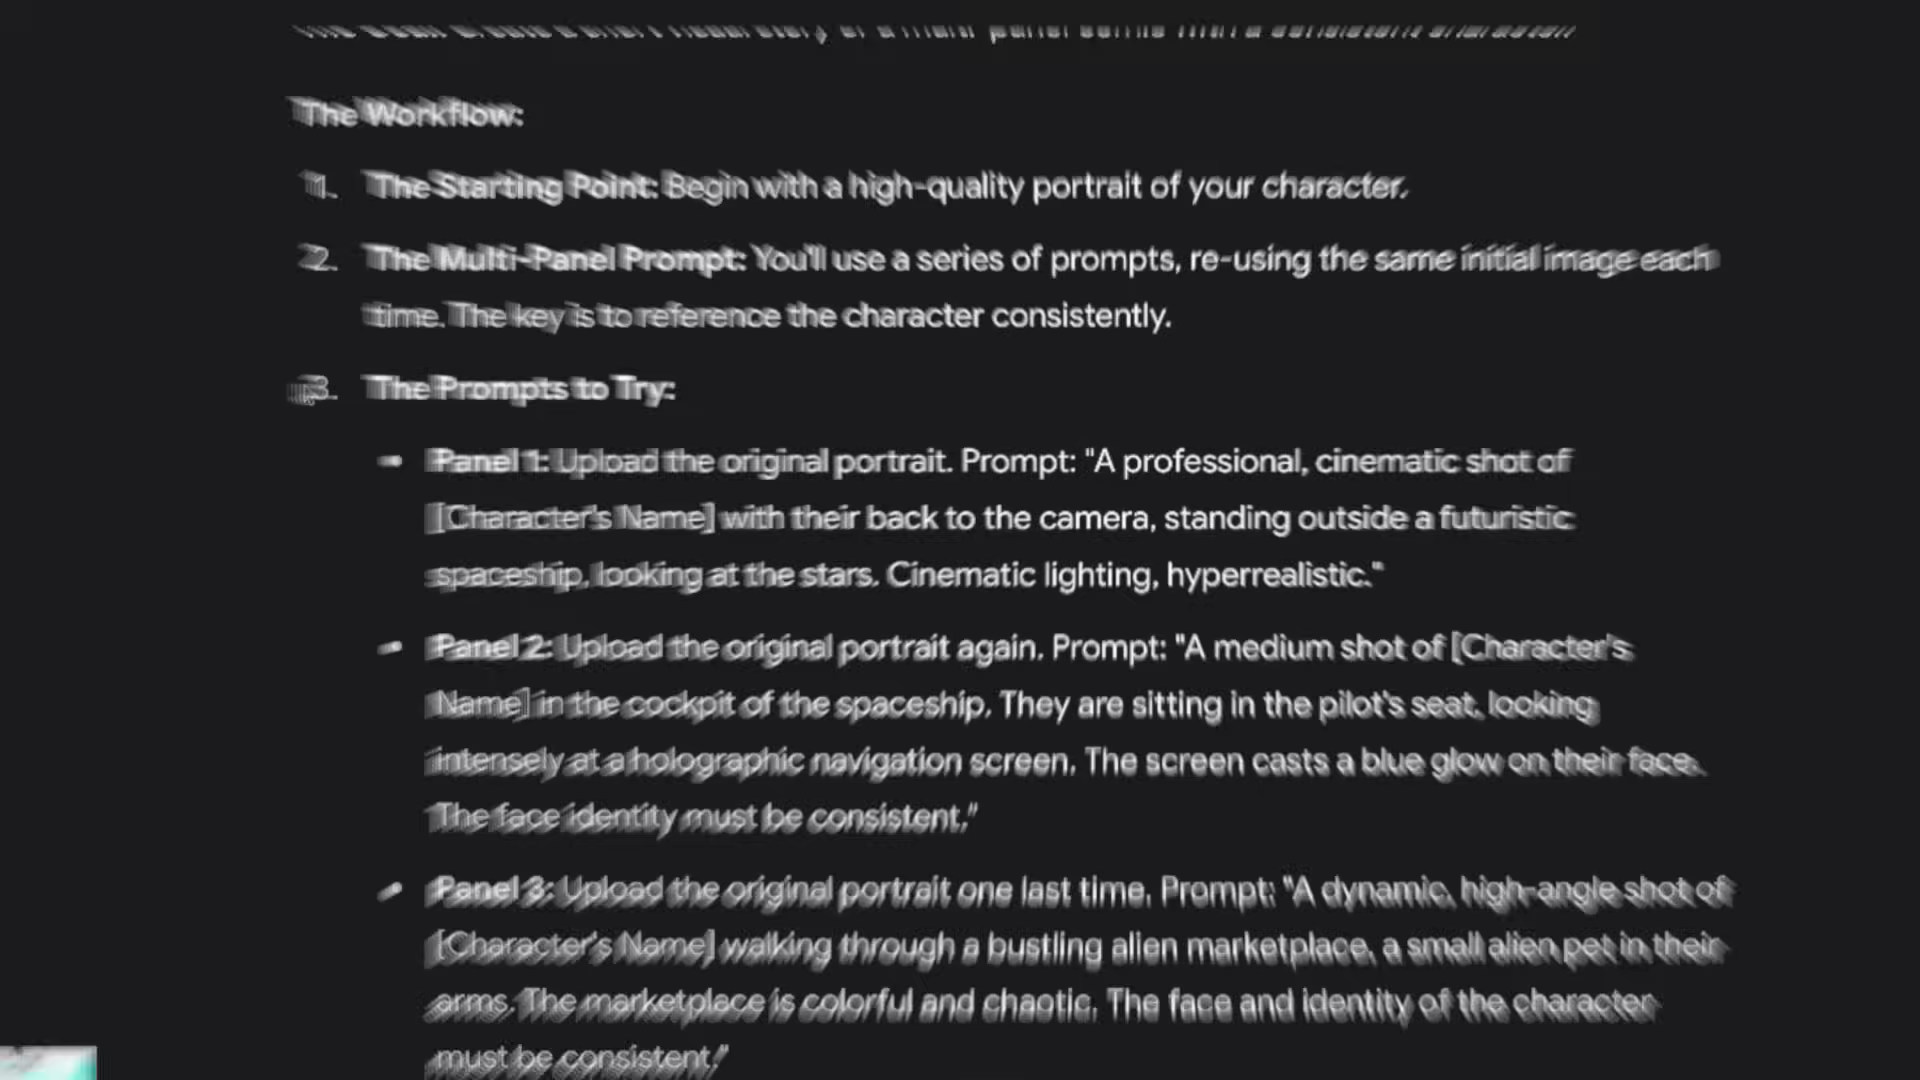 The Workflow:
1. The Starting Point: Begin with a high-quality portrait of your character.
2. The Multi-Panel Prompt: You'll use a series of prompts, re-using the same initial image each
time. The key is to reference the character consistently.
3. The Prompts to Try:
Panel 1: Upload the original portrait. Prompt: "A professional, cinematic shot of
[Character's Name] with their back to the camera, standing outside a futuristic
spaceship, looking at the stars. Cinematic lighting, hyperrealistic."
Panel 2: Upload the original portrait again. Prompt: "A medium shot of [Character's
Name] in the cockpit of the spaceship. They are sitting in the pilot's seat, looking
intensely at a holographic navigation screen. The screen casts a blue glow on their face.
The face identity must be consistent."
Panel 3: Upload the original portrait one last time. Prompt: "A dynamic, high-angle shot of
[Character's Name] walking through a bustling alien marketplace, a small alien pet in their
arms. The marketplace is colorful and chaotic. The face and identity of the character
must be consistent."